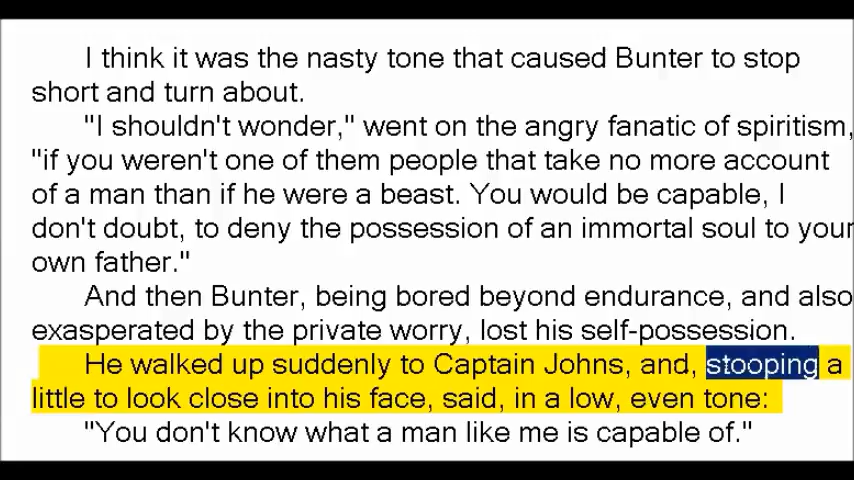 I think it was the nasty tone that caused Bunter to stop
short and turn about.
"I shouldn't wonder," went on the angry fanatic of spiritism,
"if you weren't one of them people that take no more account
of a man than if he were a beast. You would be capable, I
don't doubt, to deny the possession of an immortal soul to your
own father."
And then Bunter, being bored beyond endurance, and also
exasperated by the private worry, lost his self-possession.
He walked up suddenly to Captain Johns, and, stooping a
little to look close into his face, said, in a low, even tone:
"You don't know what a man like me is capable of."